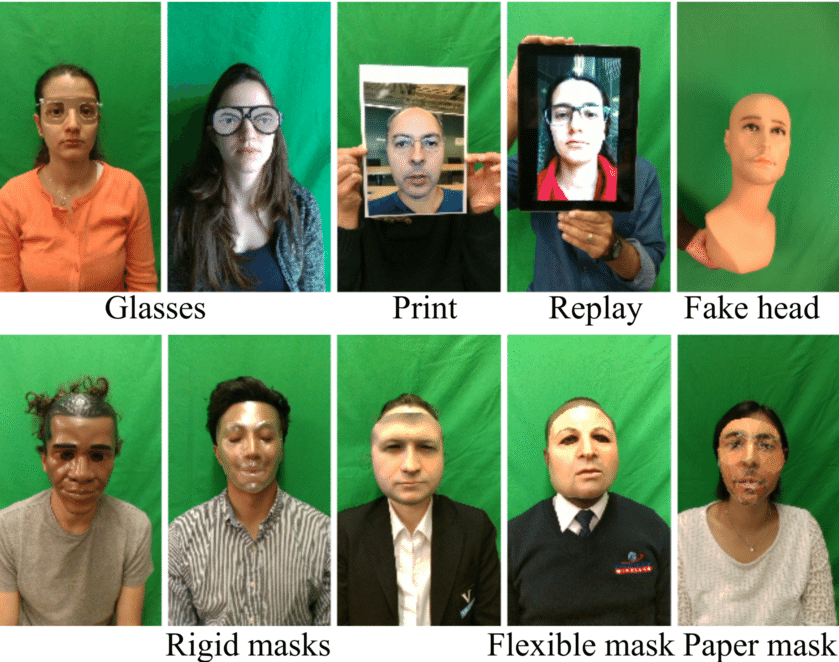 Glasses
Print
Replay
Fake head
Rigid masks
Flexible mask
Paper mask